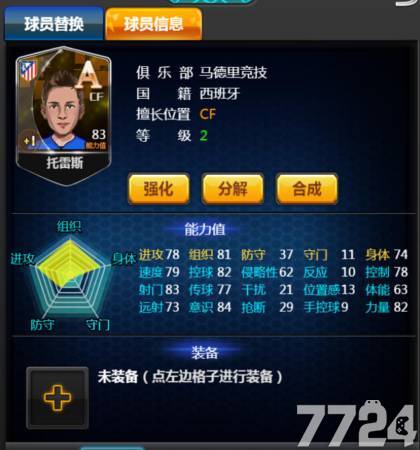 球员替换 球员信息
A
CF
83
能力值
+1
托雷斯
俱乐部 马德里竞技
国籍 西班牙
擅长位置 CF
等级 2
强化 分解 合成
能力值
组织
进攻 身体
防守 守门
进攻 78 组织 81 防守 37 守门 11 身体 74
速度 79 控球 82 侵略性 62 反应 10 控制 78
射门 83 传球 77 干扰 21 位置感 13 体能 63
远射 73 意识 84 抢断 29 手控球 9 力量 82
装备
未装备（点左边格子进行装备）
7724